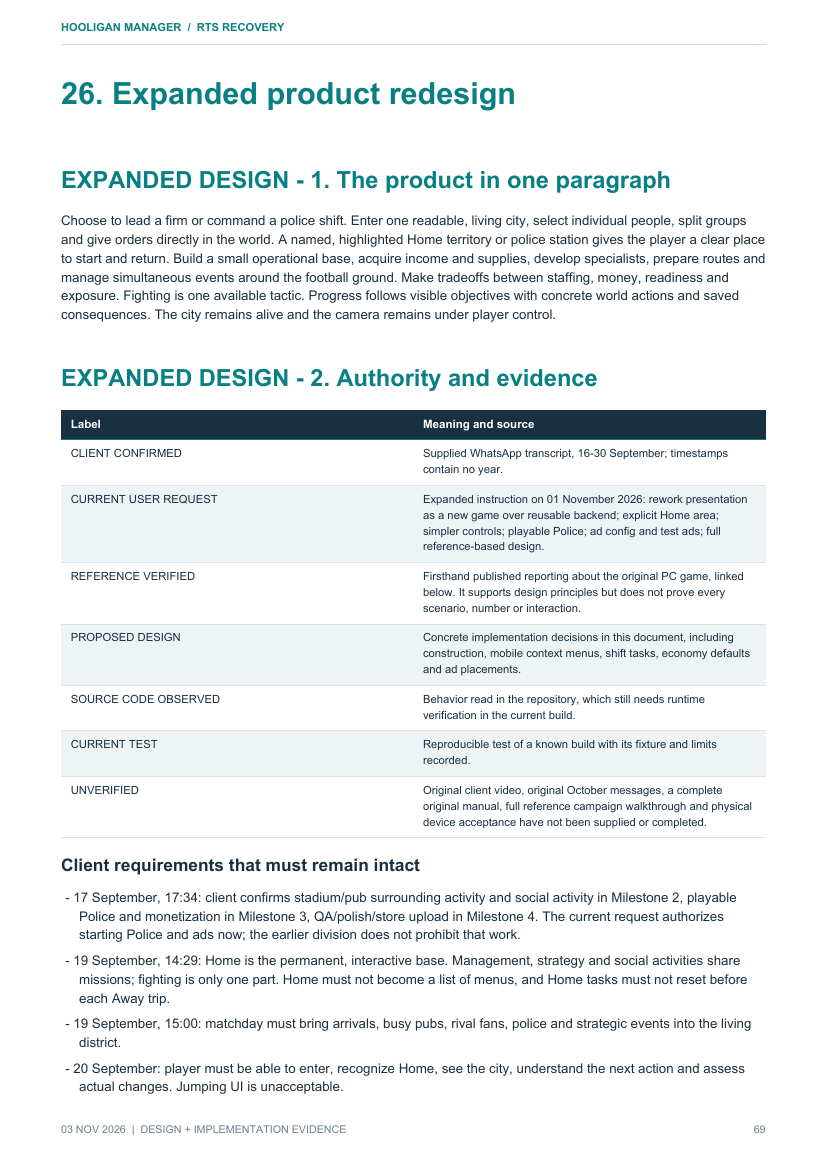 HOOLIGAN MANAGER / RTS RECOVERY
26. Expanded product redesign
EXPANDED DESIGN - 1. The product in one paragraph
Choose to lead a firm or command a police shift. Enter one readable, living city, select individual people, split groups
and give orders directly in the world. A named, highlighted Home territory or police station gives the player a clear place
to start and return. Build a small operational base, acquire income and supplies, develop specialists, prepare routes and
manage simultaneous events around the football ground. Make tradeoffs between staffing, money, readiness and
exposure. Fighting is one available tactic. Progress follows visible objectives with concrete world actions and saved
consequences. The city remains alive and the camera remains under player control.
EXPANDED DESIGN - 2. Authority and evidence
Label Meaning and source
CLIENT CONFIRMED Supplied WhatsApp transcript, 16-30 September; timestamps
contain no year.
CURRENT USER REQUEST Expanded instruction on 01 November 2026: rework presentation
as a new game over reusable backend; explicit Home area;
simpler controls; playable Police; ad config and test ads; full
reference-based design.
REFERENCE VERIFIED Firsthand published reporting about the original PC game, linked
below. It supports design principles but does not prove every
scenario, number or interaction.
PROPOSED DESIGN Concrete implementation decisions in this document, including
construction, mobile context menus, shift tasks, economy defaults
and ad placements.
SOURCE CODE OBSERVED Behavior read in the repository, which still needs runtime
verification in the current build.
CURRENT TEST Reproducible test of a known build with its fixture and limits
recorded.
UNVERIFIED Original client video, original October messages, a complete
original manual, full reference campaign walkthrough and physical
device acceptance have not been supplied or completed.
Client requirements that must remain intact
- 17 September, 17:34: client confirms stadium/pub surrounding activity and social activity in Milestone 2, playable
Police and monetization in Milestone 3, QA/polish/store upload in Milestone 4. The current request authorizes
starting Police and ads now; the earlier division does not prohibit that work.
- 19 September, 14:29: Home is the permanent, interactive base. Management, strategy and social activities share
missions; fighting is only one part. Home must not become a list of menus, and Home tasks must not reset before
each Away trip.
- 19 September, 15:00: matchday must bring arrivals, busy pubs, rival fans, police and strategic events into the living
district.
- 20 September: player must be able to enter, recognize Home, see the city, understand the next action and assess
actual changes. Jumping UI is unacceptable.
03 NOV 2026 | DESIGN + IMPLEMENTATION EVIDENCE 69